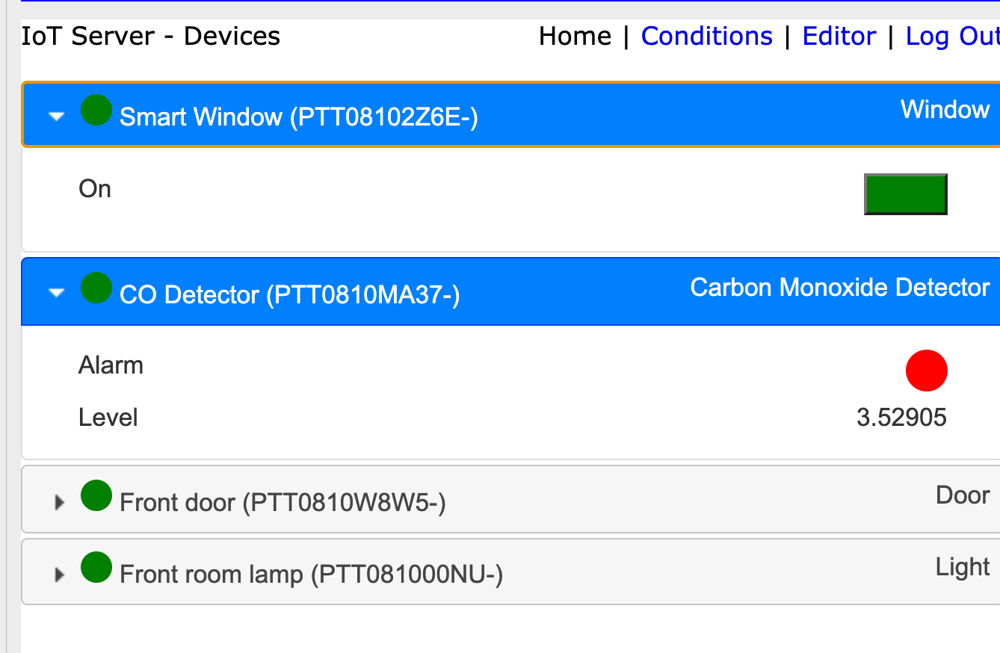 IoT Server - Devices Home | Conditions | Editor | Log Out
Smart Window (PTT08102Z6E-) Window
On
CO Detector (PTT0810MA37-) Carbon Monoxide Detector
Alarm
Level 3.52905
Front door (PTT0810W8W5-) Door
Front room lamp (PTT081000NU-) Light